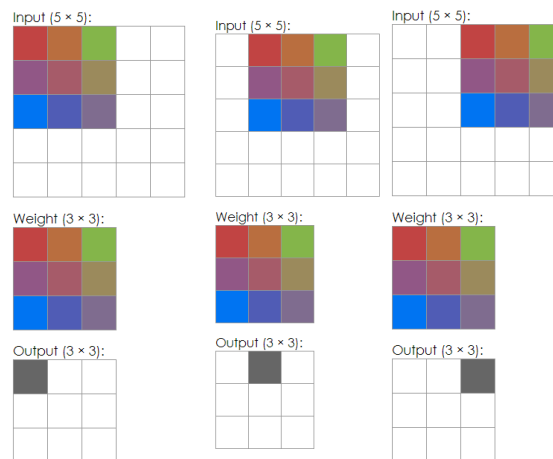 Input (5 × 5):
Input (5 × 5):
Input (5 × 5):
Weight (3 × 3):
Weight (3 × 3):
Weight (3 × 3):
Output (3 × 3):
Output (3 × 3):
Output (3 × 3):